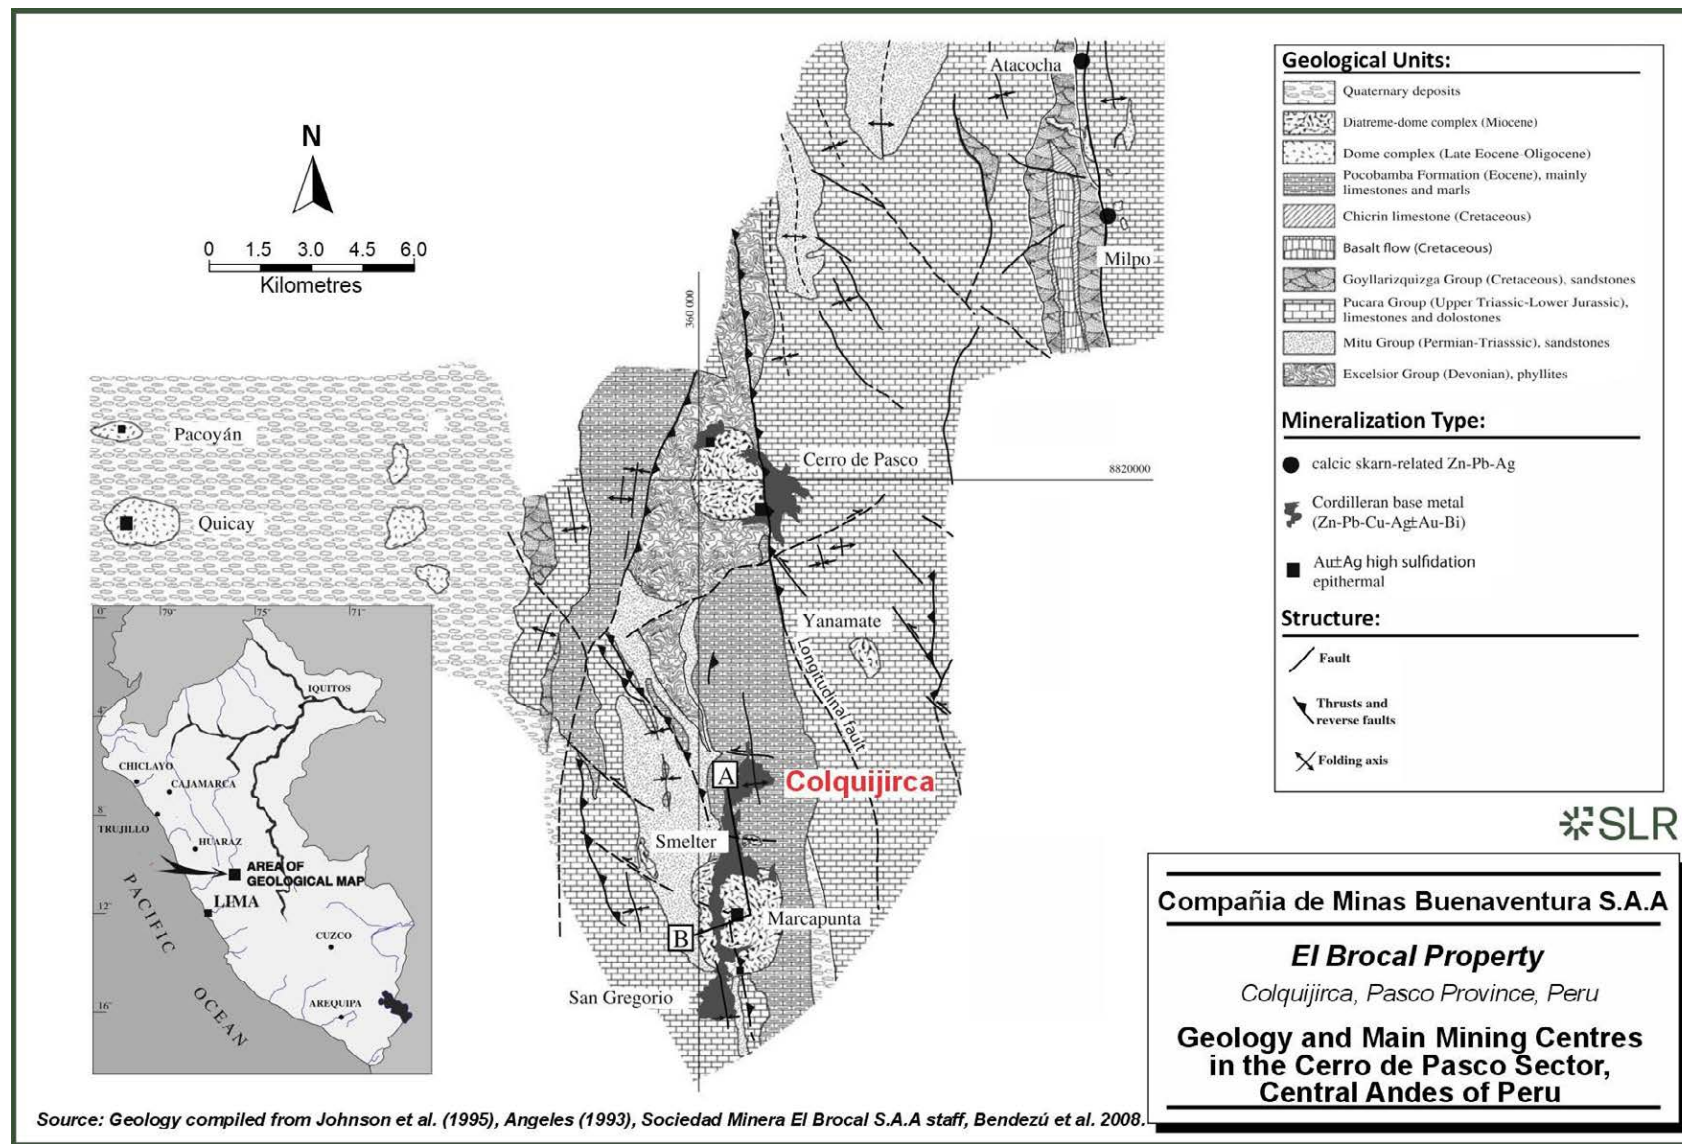 Atacocha
Milpo
N
0 1.5 3.0 4.5 6.0
Kilometres
360 000
Pacoyán
Quicay
Cerro de Pasco
8820000
Yanamate
Longitudinal fault
A
Colquijirca
Smelter
Marcapunta
B
San Gregorio
0° 79° 75° 71°
4°
8°
12°
16°
IQUITOS
CHICLAYO
CAJAMARCA
TRUJILLO
HUARAZ
AREA OF
GEOLOGICAL MAP
LIMA
CUZCO
AREQUIPA
PACIFIC OCEAN
Geological Units:
Quaternary deposits
Diatreme-dome complex (Miocene)
Dome complex (Late Eocene-Oligocene)
Pocobamba Formation (Eocene), mainly
limestones and marls
Chicrin limestone (Cretaceous)
Basalt flow (Cretaceous)
Goyllarizquizga Group (Cretaceous), sandstones
Pucara Group (Upper Triassic-Lower Jurassic),
limestones and dolostones
Mitu Group (Permian-Triasssic), sandstones
Excelsior Group (Devonian), phyllites
Mineralization Type:
calcic skarn-related Zn-Pb-Ag
Cordilleran base metal
(Zn-Pb-Cu-Ag±Au-Bi)
Au±Ag high sulfidation
epithermal
Structure:
Fault
Thrusts and
reverse faults
Folding axis
SLR
Compañia de Minas Buenaventura S.A.A
El Brocal Property
Colquijirca, Pasco Province, Peru
Geology and Main Mining Centres
in the Cerro de Pasco Sector,
Central Andes of Peru
Source: Geology compiled from Johnson et al. (1995), Angeles (1993), Sociedad Minera El Brocal S.A.A staff, Bendezú et al. 2008.